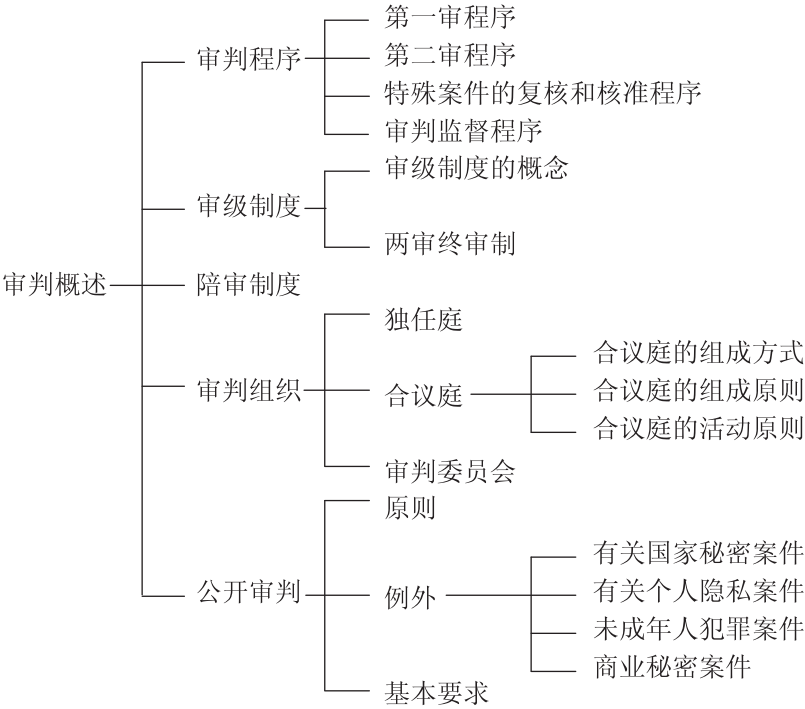 审判概述
审判程序
第一审程序
第二审程序
特殊案件的复核和核准程序
审判监督程序
审级制度
审级制度的概念
两审终审制
陪审制度
审判组织
独任庭
合议庭
合议庭的组成方式
合议庭的组成原则
合议庭的活动原则
审判委员会
公开审判
原则
例外
有关国家秘密案件
有关个人隐私案件
未成年人犯罪案件
商业秘密案件
基本要求